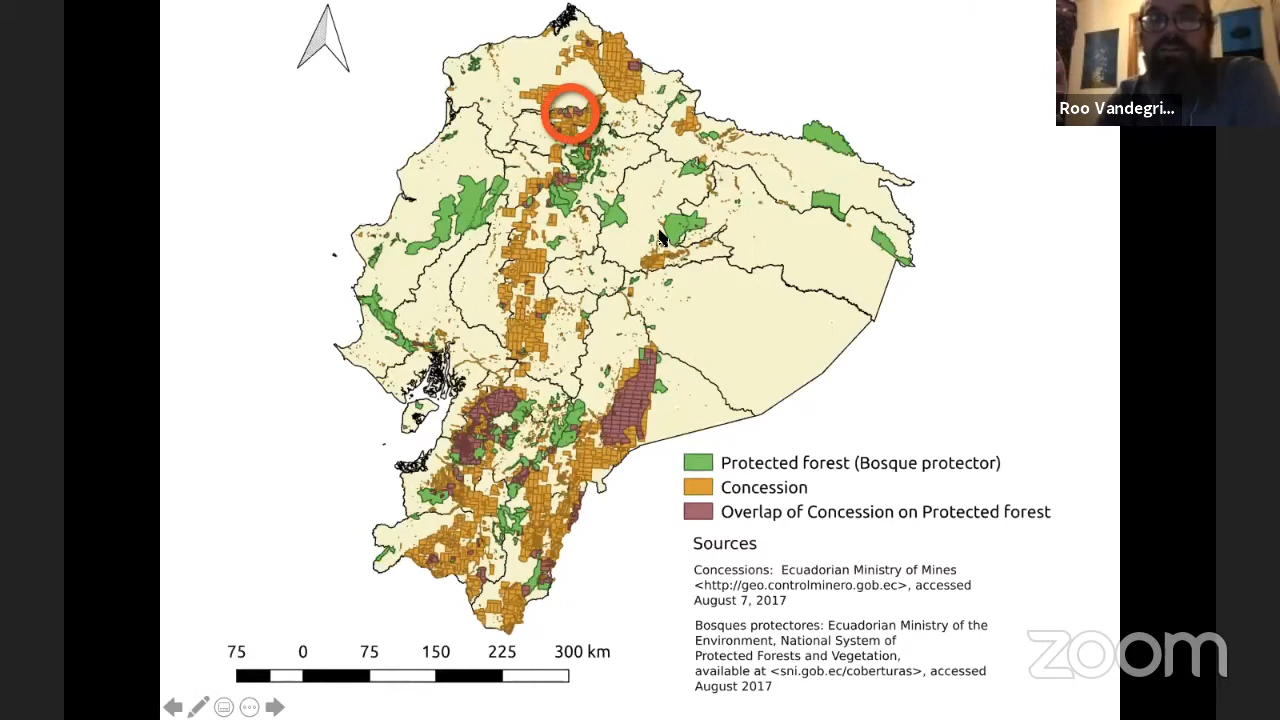 Roo Vandegri...
Protected forest (Bosque protector)
Concession
Overlap of Concession on Protected forest
Sources
Concessions: Ecuadorian Ministry of Mines
<http://geo.controlminero.gob.ec>, accessed
August 7, 2017
Bosques protectores: Ecuadorian Ministry of the
Environment, National System of
Protected Forests and Vegetation,
available at <sni.gob.ec/coberturas>, accessed
August 2017
75 0 75 150 225 300 km
zoom